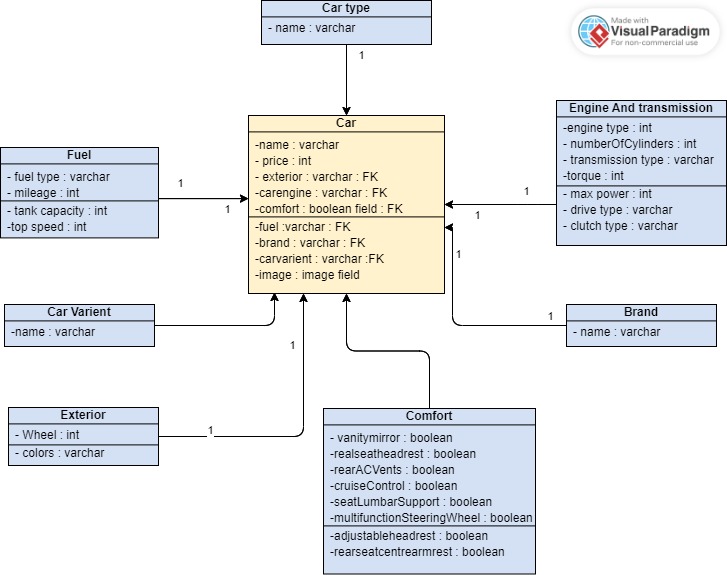 Car type
- name : varchar
Made with
Visual Paradigm
For non-commercial use
1
Car
-name : varchar
- price : int
- exterior : varchar : FK
-carengine : varchar : FK
-comfort : boolean field : FK
-fuel :varchar : FK
-brand : varchar : FK
-carvarient : varchar :FK
-image : image field
Engine And transmission
-engine type : int
- numberOfCylinders : int
- transmission type : varchar
-torque : int
- max power : int
- drive type : varchar
- clutch type : varchar
Fuel
- fuel type : varchar
- mileage : int
- tank capacity : int
-top speed : int
1
1
1
1
1
1
Car Varient
-name : varchar
Brand
- name : varchar
1
Exterior
- Wheel : int
- colors : varchar
1
Comfort
- vanitymirror : boolean
-realseatheadrest : boolean
-rearACVents : boolean
-cruiseControl : boolean
-seatLumbarSupport : boolean
-multifunctionSteeringWheel : boolean
-adjustableheadrest : boolean
-rearseatcentrearmrest : boolean